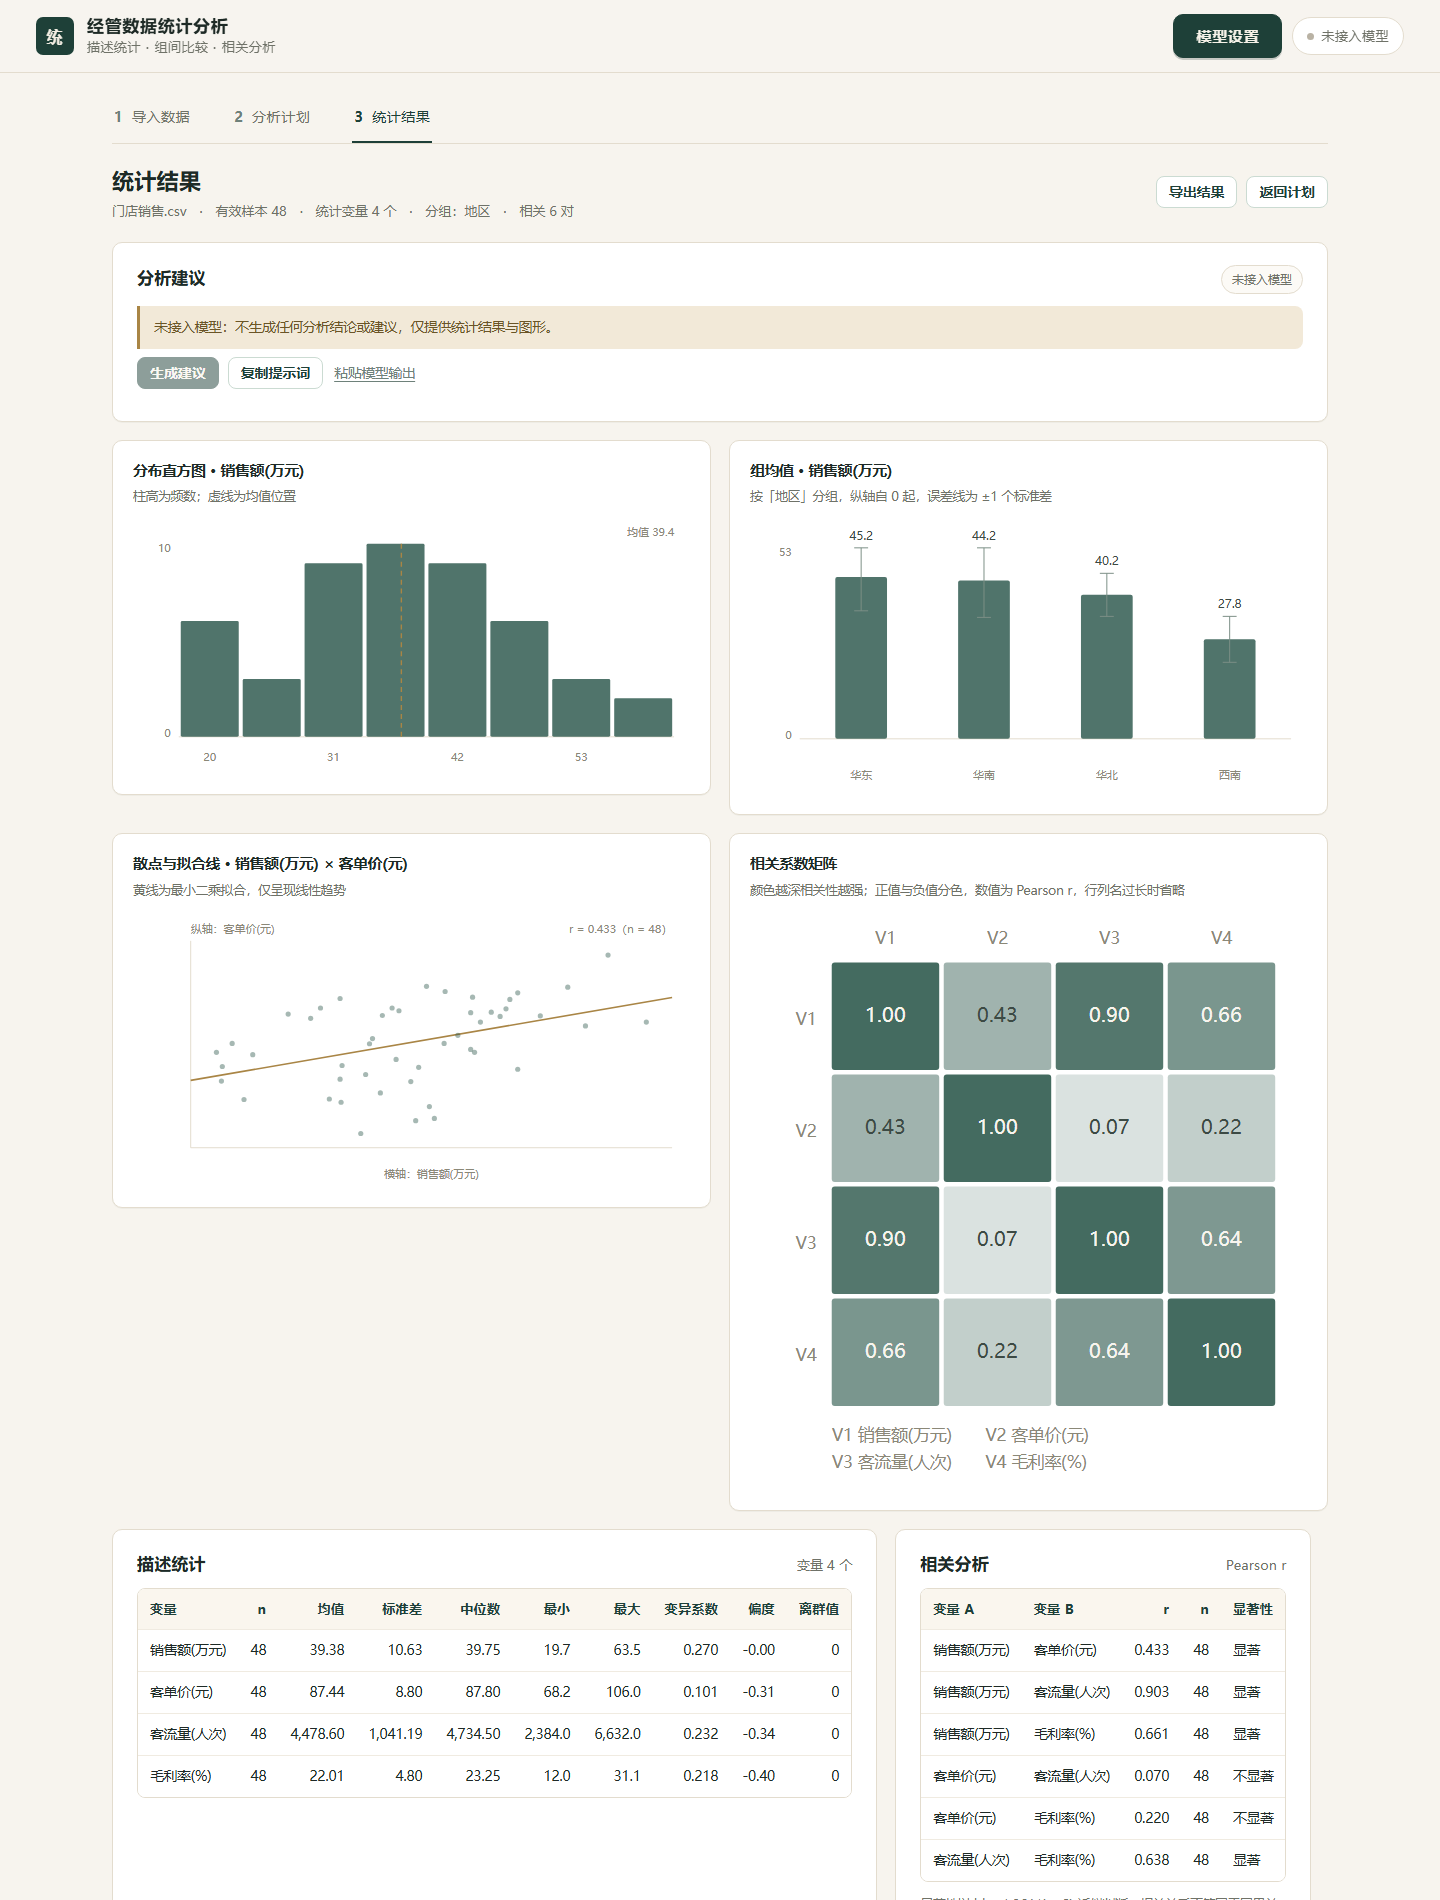 统 经管数据统计分析
描述统计 · 组间比较 · 相关分析
模型设置 未接入模型
1 导入数据 2 分析计划 3 统计结果
统计结果
门店销售.csv · 有效样本 48 · 统计变量 4 个 · 分组：地区 · 相关 6 对
导出结果 返回计划
分析建议 未接入模型
未接入模型：不生成任何分析结论或建议，仅提供统计结果与图形。
生成建议 复制提示词 粘贴模型输出
分布直方图 • 销售额(万元)
柱高为频数；虚线为均值位置
均值 39.4
10
0
20 31 42 53
组均值 • 销售额(万元)
按「地区」分组，纵轴自 0 起，误差线为 ±1 个标准差
45.2 44.2 40.2 27.8
53
0
华东 华南 华北 西南
散点与拟合线 • 销售额(万元) × 客单价(元)
黄线为最小二乘拟合，仅呈现线性趋势
纵轴：客单价(元) r = 0.433（n = 48）
横轴：销售额(万元)
相关系数矩阵
颜色越深相关性越强；正值与负值分色，数值为 Pearson r，行列名过长时省略
V1 V2 V3 V4
V1 1.00 0.43 0.90 0.66
V2 0.43 1.00 0.07 0.22
V3 0.90 0.07 1.00 0.64
V4 0.66 0.22 0.64 1.00
V1 销售额(万元) V2 客单价(元)
V3 客流量(人次) V4 毛利率(%)
描述统计 变量 4 个
变量 n 均值 标准差 中位数 最小 最大 变异系数 偏度 离群值
销售额(万元) 48 39.38 10.63 39.75 19.7 63.5 0.270 -0.00 0
客单价(元) 48 87.44 8.80 87.80 68.2 106.0 0.101 -0.31 0
客流量(人次) 48 4,478.60 1,041.19 4,734.50 2,384.0 6,632.0 0.232 -0.34 0
毛利率(%) 48 22.01 4.80 23.25 12.0 31.1 0.218 -0.40 0
相关分析 Pearson r
变量 A 变量 B r n 显著性
销售额(万元) 客单价(元) 0.433 48 显著
销售额(万元) 客流量(人次) 0.903 48 显著
销售额(万元) 毛利率(%) 0.661 48 显著
客单价(元) 客流量(人次) 0.070 48 不显著
客单价(元) 毛利率(%) 0.220 48 不显著
客流量(人次) 毛利率(%) 0.638 48 显著